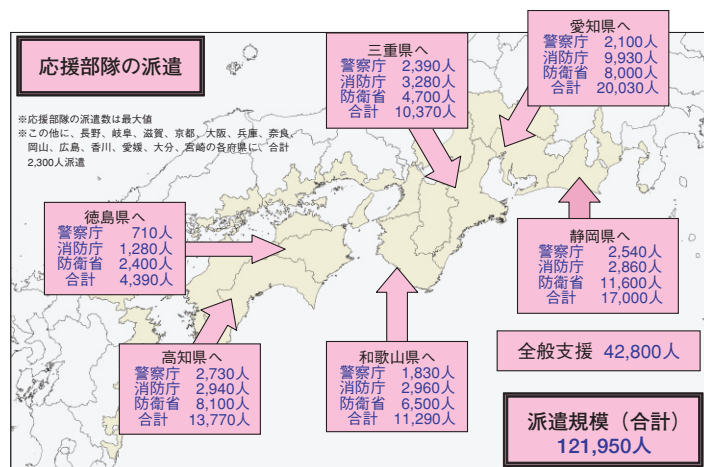 応援部隊の派遣
※応援部隊の派遣数は最大値
※この他に、長野、岐阜、滋賀、京都、大阪、兵庫、奈良、
岡山、広島、香川、愛媛、大分、宮崎の各府県に、合計
2,300人派遣
三重県へ
警察庁 2,390人
消防庁 3,280人
防衛省 4,700人
合計 10,370人
愛知県へ
警察庁 2,100人
消防庁 9,930人
防衛省 8,000人
合計 20,030人
徳島県へ
警察庁 710人
消防庁 1,280人
防衛省 2,400人
合計 4,390人
静岡県へ
警察庁 2,540人
消防庁 2,860人
防衛省 11,600人
合計 17,000人
高知県へ
警察庁 2,730人
消防庁 2,940人
防衛省 8,100人
合計 13,770人
和歌山県へ
警察庁 1,830人
消防庁 2,960人
防衛省 6,500人
合計 11,290人
全般支援 42,800人
派遣規模（合計）
121,950人